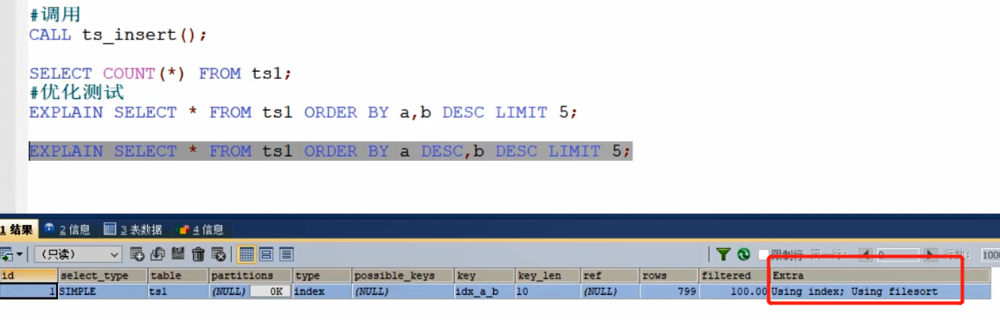 #调用
CALL ts_insert();
SELECT COUNT(*) FROM ts1;
#优化测试
EXPLAIN SELECT * FROM ts1 ORDER BY a,b DESC LIMIT 5;
EXPLAIN SELECT * FROM ts1 ORDER BY a DESC,b DESC LIMIT 5;
1 结果 2 信息 3 表数据 4 信息
(只读) 限制行 第一行: 0 行数: 1000
id select_type table partitions type possible_keys key key_len ref rows filtered Extra
1 SIMPLE ts1 (NULL) 0K index (NULL) idx_a_b 10 (NULL) 799 100.00 Using index; Using filesort